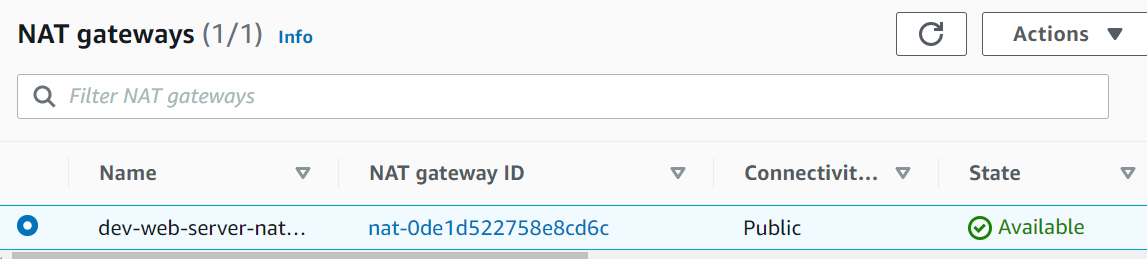 NAT gateways (1/1) Info
Actions
Filter NAT gateways
Name NAT gateway ID Connectivit... State
dev-web-server-nat... nat-0de1d522758e8cd6c Public Available